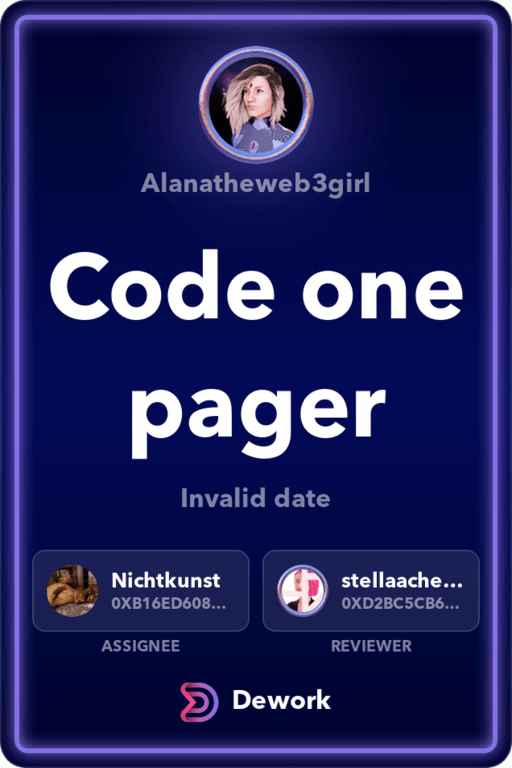 Alanatheweb3girl
Code one
pager
Invalid date
Nichtkunst
0XB16ED608...
ASSIGNEE
stellaache...
0XD2BC5CB6...
REVIEWER
Dework